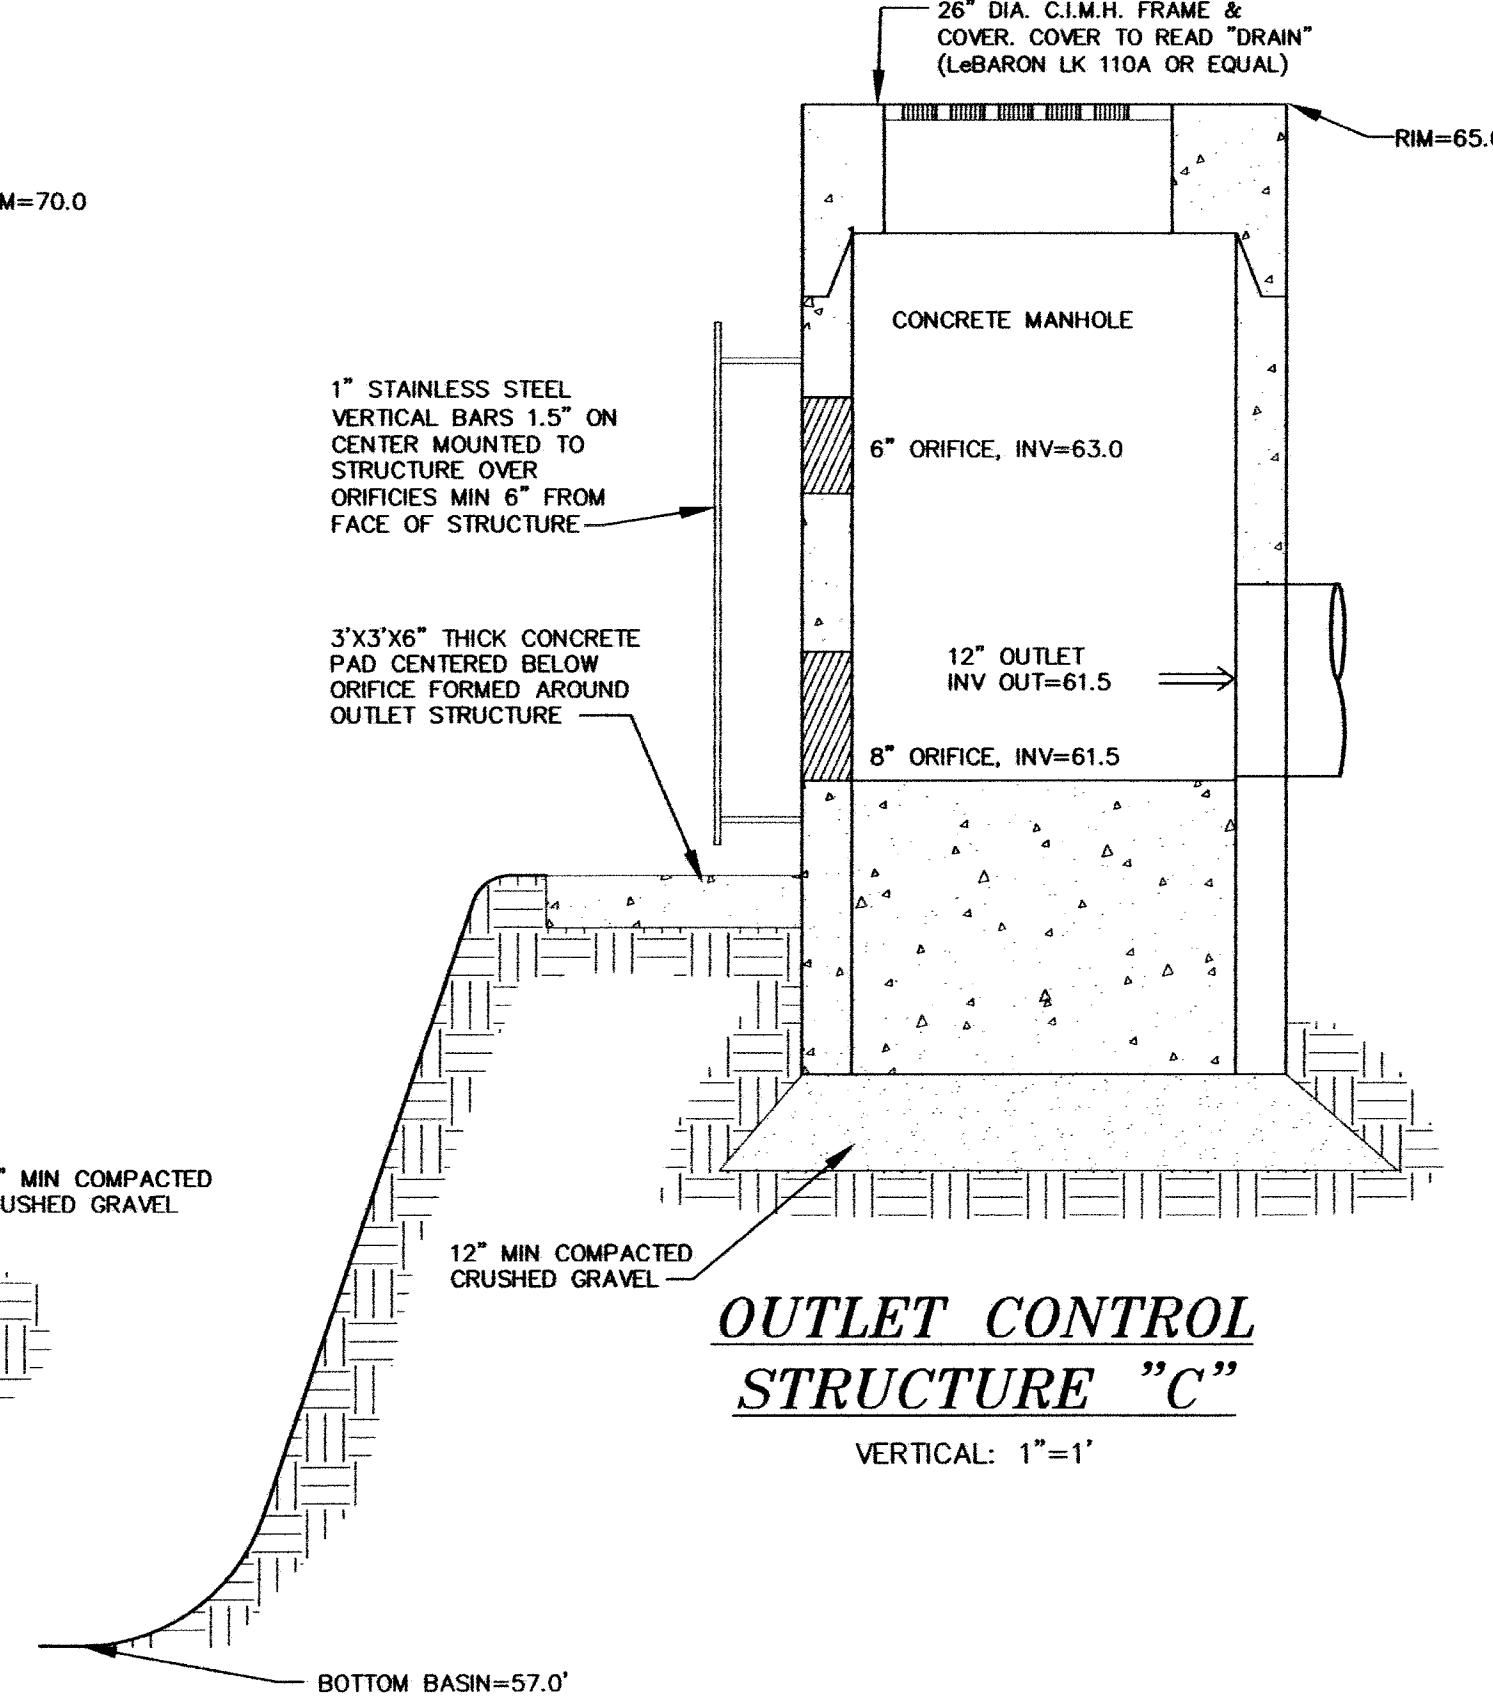 26" DIA. C.I.M.H. FRAME &
COVER. COVER TO READ "DRAIN"
(LeBARON LK 110A OR EQUAL)
RIM=65.0
M=70.0
CONCRETE MANHOLE
1" STAINLESS STEEL
VERTICAL BARS 1.5" ON
CENTER MOUNTED TO
STRUCTURE OVER
ORIFICIES MIN 6" FROM
FACE OF STRUCTURE
6" ORIFICE, INV=63.0
3'X3'X6" THICK CONCRETE
PAD CENTERED BELOW
ORIFICE FORMED AROUND
OUTLET STRUCTURE
12" OUTLET
INV OUT=61.5
8" ORIFICE, INV=61.5
" MIN COMPACTED
USHED GRAVEL
12" MIN COMPACTED
CRUSHED GRAVEL
OUTLET CONTROL
STRUCTURE "C"
VERTICAL: 1"=1'
BOTTOM BASIN=57.0'